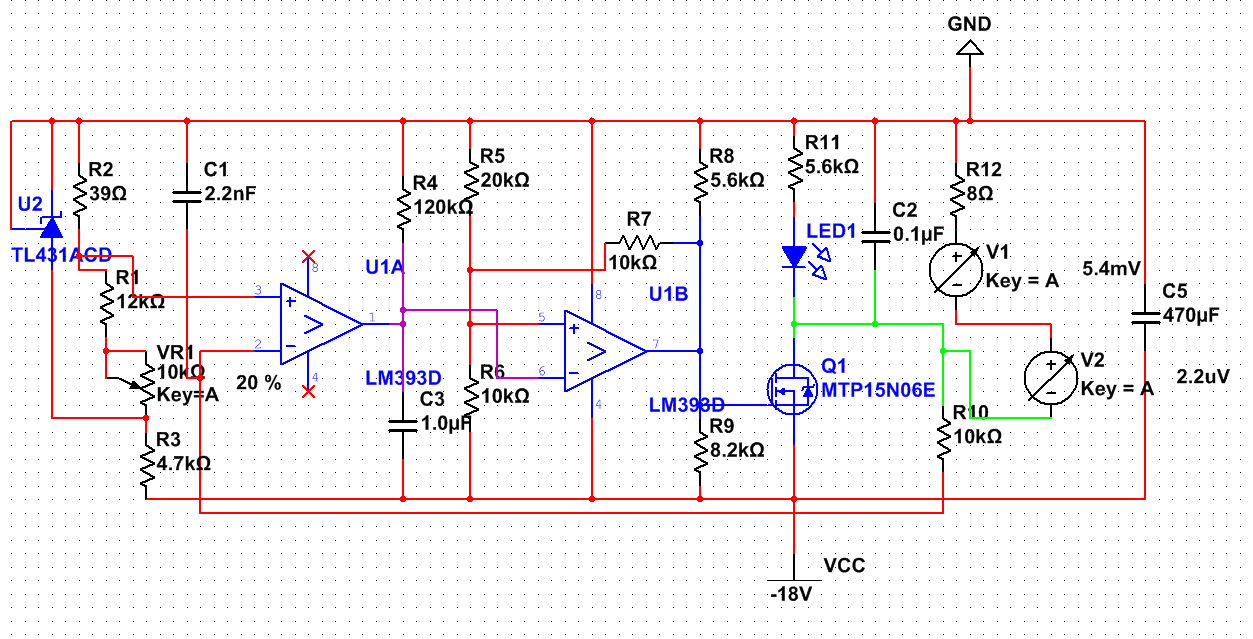 GND
R2
39Ω
C1
2.2nF
U2
TL431ACD
R1
12kΩ
VR1
10kΩ
Key=A
20 %
R3
4.7kΩ
R4
120kΩ
U1A
8
3
2
1
4
LM393D
C3
1.0µF
R5
20kΩ
R7
10kΩ
U1B
8
5
6
7
4
LM393D
R6
10kΩ
R8
5.6kΩ
R9
8.2kΩ
R11
5.6kΩ
LED1
C2
0.1µF
Q1
MTP15N06E
R12
8Ω
V1
Key = A
V2
Key = A
5.4mV
C5
470µF
2.2uV
R10
10kΩ
VCC
-18V